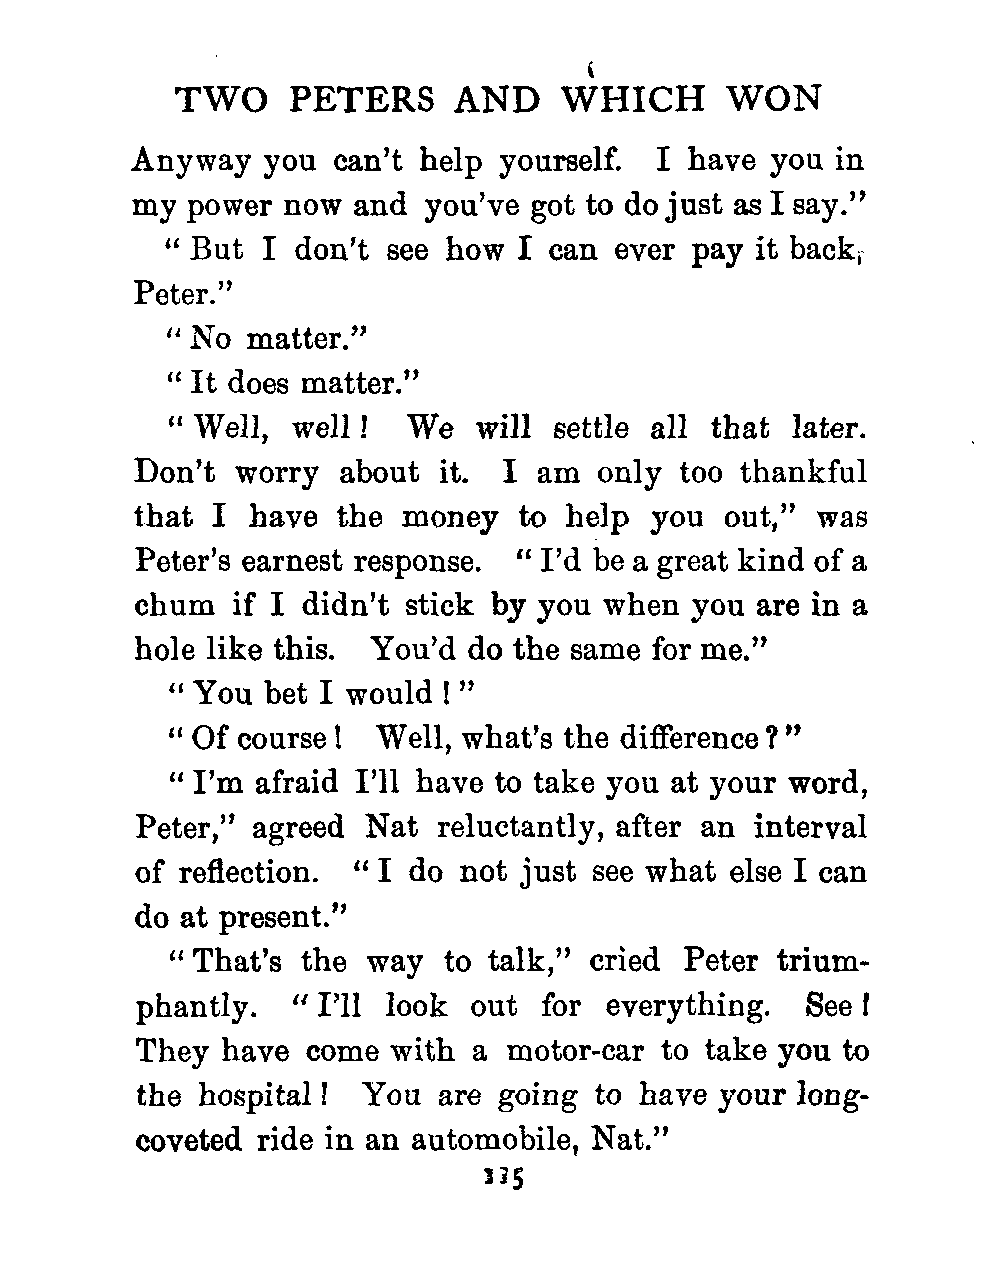 TWO PETERS AND WHICH WON
Anyway you can't help yourself. I have you in
my power now and you've got to do just as I say."
"But I don't see how I can ever pay it back,
Peter."
"No matter."
"It does matter."
"Well, well! We will settle all that later.
Don't worry about it. I am only too thankful
that I have the money to help you out," was
Peter's earnest response. "I'd be a great kind of a
chum if I didn't stick by you when you are in a
hole like this. You'd do the same for me."
"You bet I would!"
"Of course! Well, what's the difference?"
"I'm afraid I'll have to take you at your word,
Peter," agreed Nat reluctantly, after an interval
of reflection. "I do not just see what else I can
do at present."
"That's the way to talk," cried Peter trium-
phantly. "I'll look out for everything. See!
They have come with a motor-car to take you to
the hospital! You are going to have your long-
coveted ride in an automobile, Nat."